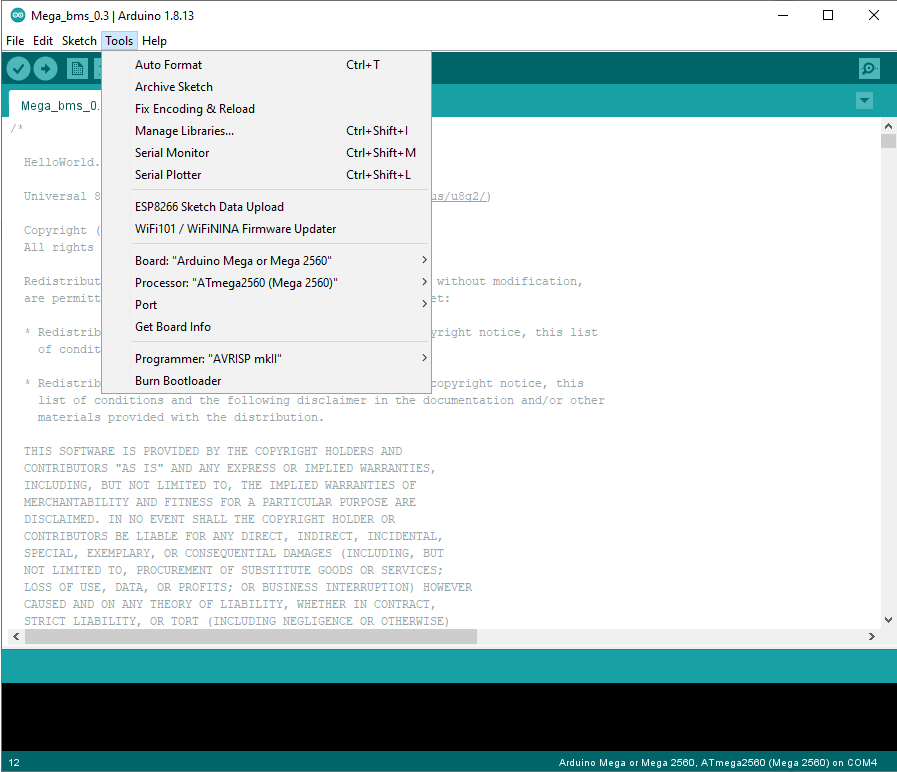 Mega_bms_0.3 | Arduino 1.8.13
File Edit Sketch Tools Help
Auto Format Ctrl+T
Archive Sketch
Fix Encoding & Reload
Manage Libraries... Ctrl+Shift+I
Serial Monitor Ctrl+Shift+M
Serial Plotter Ctrl+Shift+L
ESP8266 Sketch Data Upload
WiFi101 / WiFiNINA Firmware Updater
Board: "Arduino Mega or Mega 2560"
Processor: "ATmega2560 (Mega 2560)"
Port
Get Board Info
Programmer: "AVRISP mkII"
Burn Bootloader
Mega_bms_0.
/*
HelloWorld.
Universal 8 us/u8g2/)
Copyright (
All rights
Redistribut without modification,
are permitt et:
* Redistrib yright notice, this list
of condit
* Redistrib copyright notice, this
list of conditions and the following disclaimer in the documentation and/or other
materials provided with the distribution.
THIS SOFTWARE IS PROVIDED BY THE COPYRIGHT HOLDERS AND
CONTRIBUTORS "AS IS" AND ANY EXPRESS OR IMPLIED WARRANTIES,
INCLUDING, BUT NOT LIMITED TO, THE IMPLIED WARRANTIES OF
MERCHANTABILITY AND FITNESS FOR A PARTICULAR PURPOSE ARE
DISCLAIMED. IN NO EVENT SHALL THE COPYRIGHT HOLDER OR
CONTRIBUTORS BE LIABLE FOR ANY DIRECT, INDIRECT, INCIDENTAL,
SPECIAL, EXEMPLARY, OR CONSEQUENTIAL DAMAGES (INCLUDING, BUT
NOT LIMITED TO, PROCUREMENT OF SUBSTITUTE GOODS OR SERVICES;
LOSS OF USE, DATA, OR PROFITS; OR BUSINESS INTERRUPTION) HOWEVER
CAUSED AND ON ANY THEORY OF LIABILITY, WHETHER IN CONTRACT,
STRICT LIABILITY, OR TORT (INCLUDING NEGLIGENCE OR OTHERWISE)
12 Arduino Mega or Mega 2560, ATmega2560 (Mega 2560) on COM4